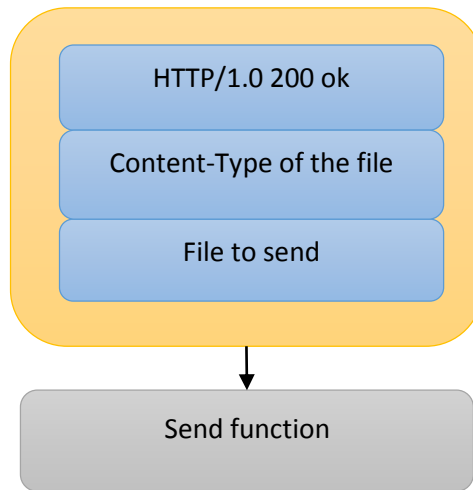 HTTP/1.0 200 ok
Content-Type of the file
File to send
Send function